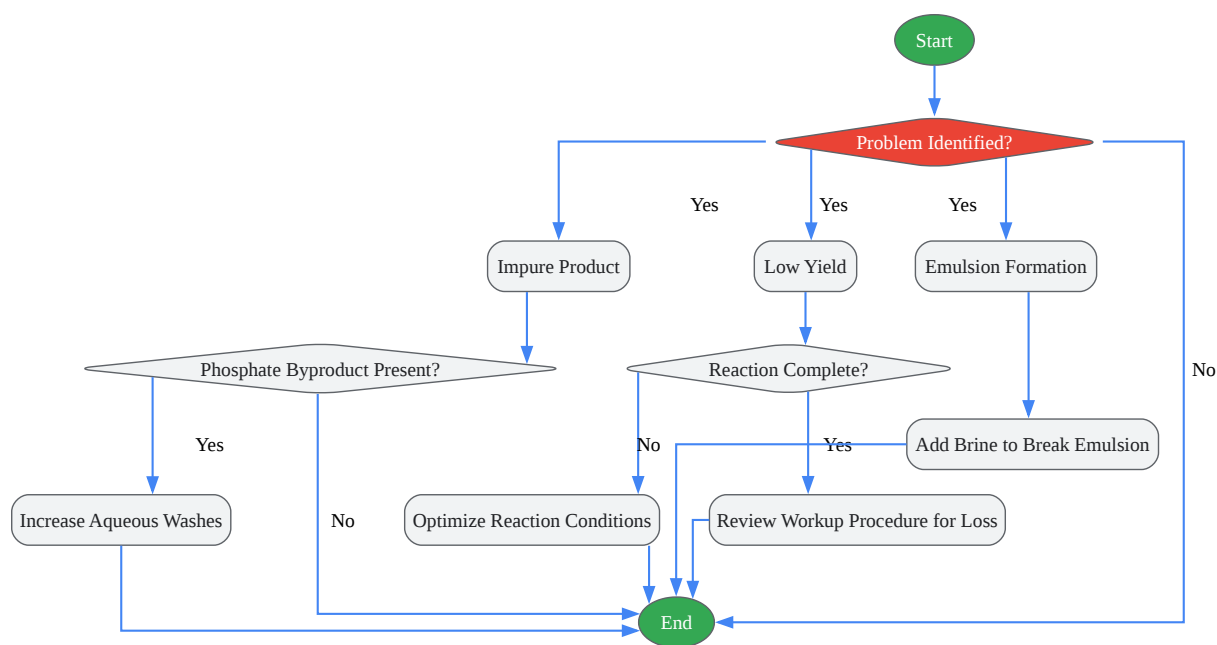 Start
Problem Identified?
Yes
Yes
Yes
Impure Product
Low Yield
Emulsion Formation
Phosphate Byproduct Present?
Reaction Complete?
No
Yes
No
Yes
Add Brine to Break Emulsion
Increase Aqueous Washes
No
Optimize Reaction Conditions
Review Workup Procedure for Loss
End